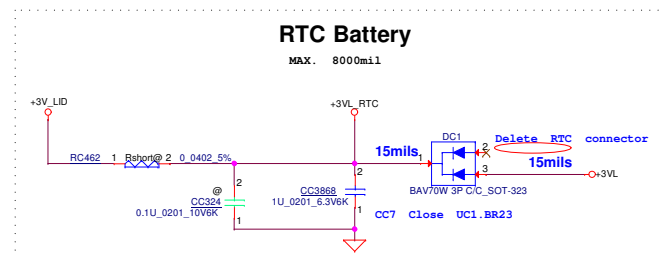 RTC Battery
MAX. 8000mil
+3V_LID
+3VL_RTC
DC1
Delete RTC connector
RC462 1 Rshort@ 2 0_0402_5%
15mils
1
2
3
15mils
+3VL
BAV70W 3P C/C_SOT-323
@
CC324
0.1U_0201_10V6K
2
1
CC3868
1U_0201_6.3V6K
2
1
CC7 Close UC1.BR23